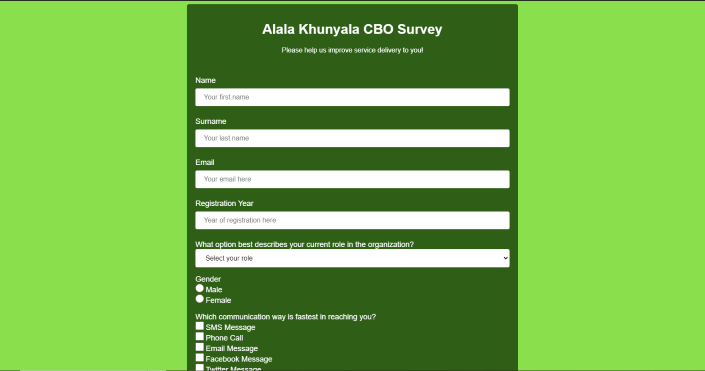 Alala Khunyala CBO Survey
Please help us improve service delivery to you!
Name
Your first name
Surname
Your last name
Email
Your email here
Registration Year
Year of registration here
What option best describes your current role in the organization?
Select your role
Gender
Male
Female
Which communication way is fastest in reaching you?
SMS Message
Phone Call
Email Message
Facebook Message
Twitter Message